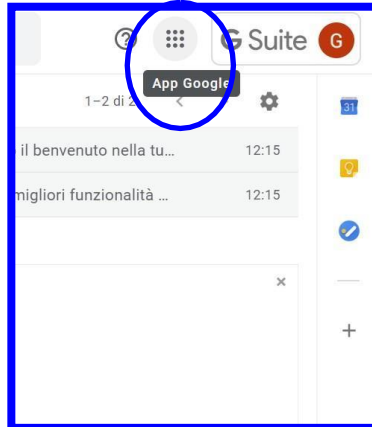 G Suite G
App Google
1–2 di 2
il benvenuto nella tu... 12:15
migliori funzionalità ... 12:15
31